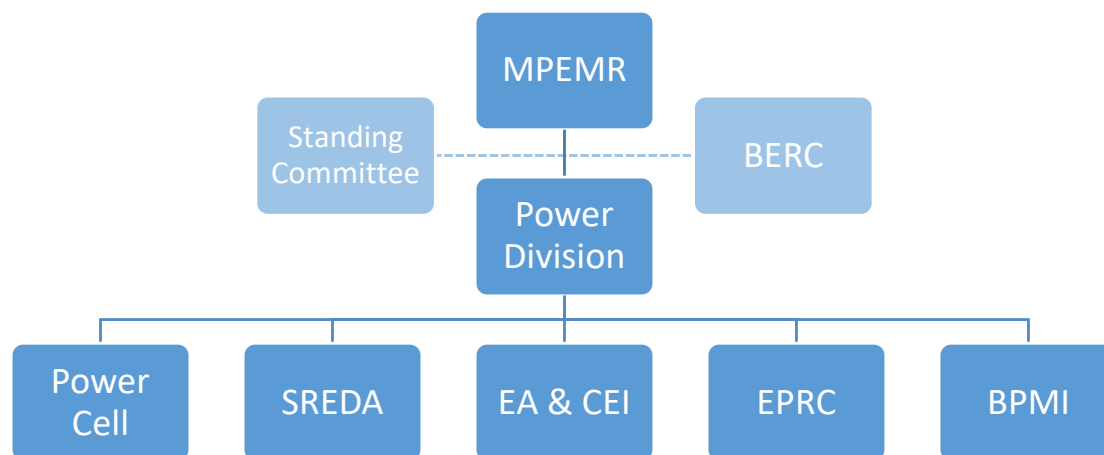 MPEMR
Standing
Committee
BERC
Power
Division
Power
Cell
SREDA
EA & CEI
EPRC
BPMI